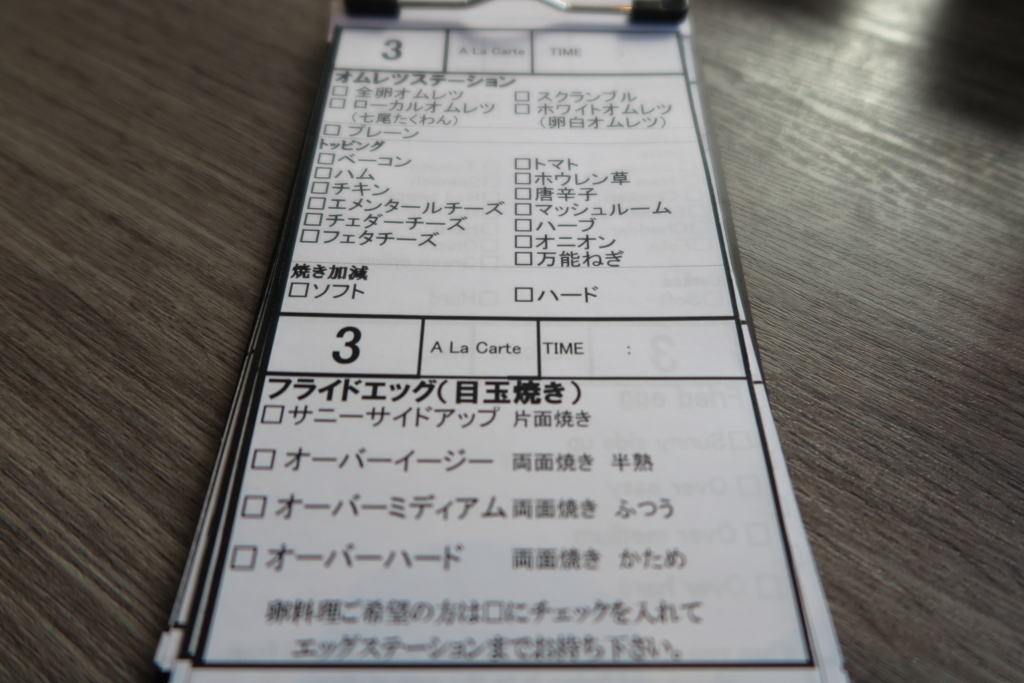 3 A La Carte TIME :
オムレツステーション
□ 全卵オムレツ □ スクランブル
□ ローカルオムレツ □ ホワイトオムレツ
(七尾たくわん) (卵白オムレツ)
□ プレーン
トッピング
□ベーコン □トマト
□ハム □ホウレン草
□チキン □唐辛子
□エメンタールチーズ □マッシュルーム
□チェダーチーズ □ハーブ
□フェタチーズ □オニオン
□万能ねぎ
焼き加減
□ソフト □ハード
3 A La Carte TIME :
フライドエッグ(目玉焼き)
□サニーサイドアップ 片面焼き
□ オーバーイージー 両面焼き 半熟
□ オーバーミディアム 両面焼き ふつう
□ オーバーハード 両面焼き かため
卵料理ご希望の方は□にチェックを入れて
エッグステーションまでお持ち下さい。